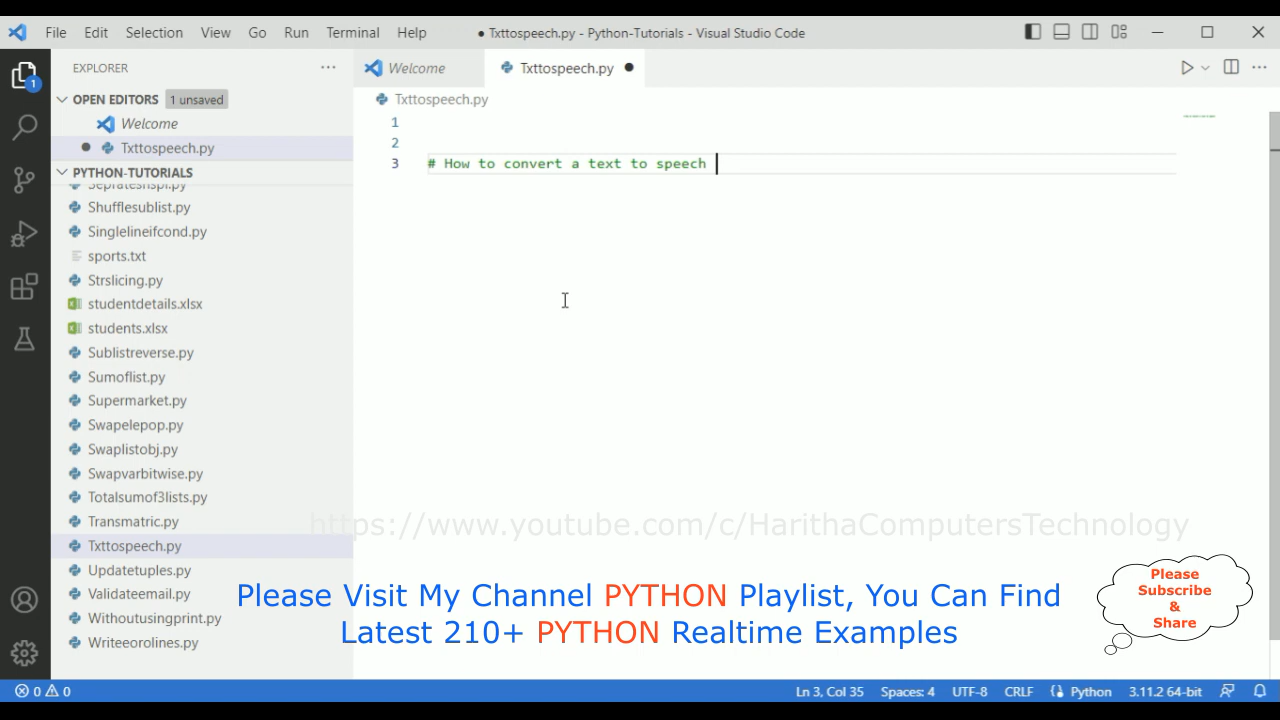 File Edit Selection View Go Run Terminal Help
● Txttospeech.py - Python-Tutorials - Visual Studio Code
EXPLORER
Welcome
Txttospeech.py
OPEN EDITORS 1 unsaved
Txttospeech.py
Welcome
Txttospeech.py
PYTHON-TUTORIALS
Seprateshspl.py
Shufflesublist.py
Singlelineifcond.py
sports.txt
Strslicing.py
studentdetails.xlsx
students.xlsx
Sublistreverse.py
Sumoflist.py
Supermarket.py
Swapelepop.py
Swaplistobj.py
Swapvarbitwise.py
Totalsumof3lists.py
Transmatric.py
Txttospeech.py
Updatetuples.py
Validateemail.py
Withoutusingprint.py
Writeeorolines.py
1
2
3 # How to convert a text to speech
https://www.youtube.com/c/HarithaComputersTechnology
Please Visit My Channel PYTHON Playlist, You Can Find
Latest 210+ PYTHON Realtime Examples
Please
Subscribe
&
Share
1
0 0 Ln 3, Col 35 Spaces: 4 UTF-8 CRLF Python 3.11.2 64-bit